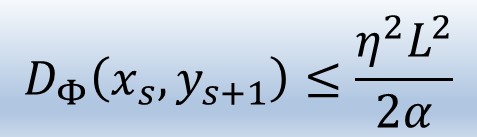 D_Φ(x_s, y_{s+1}) ≤ η²L² / 2α